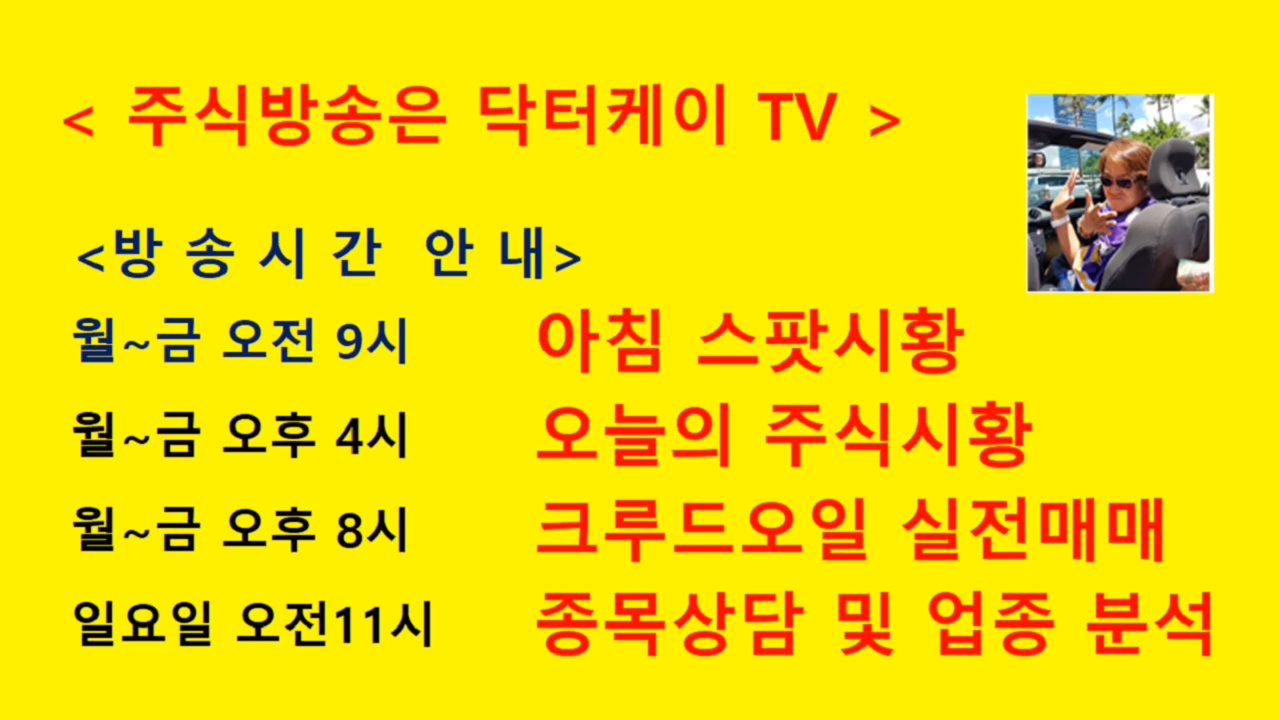 < 주식방송은 닥터케이 TV >
<방 송 시 간 안 내>
월~금 오전 9시 아침 스팟시황
월~금 오후 4시 오늘의 주식시황
월~금 오후 8시 크루드오일 실전매매
일요일 오전11시 종목상담 및 업종 분석